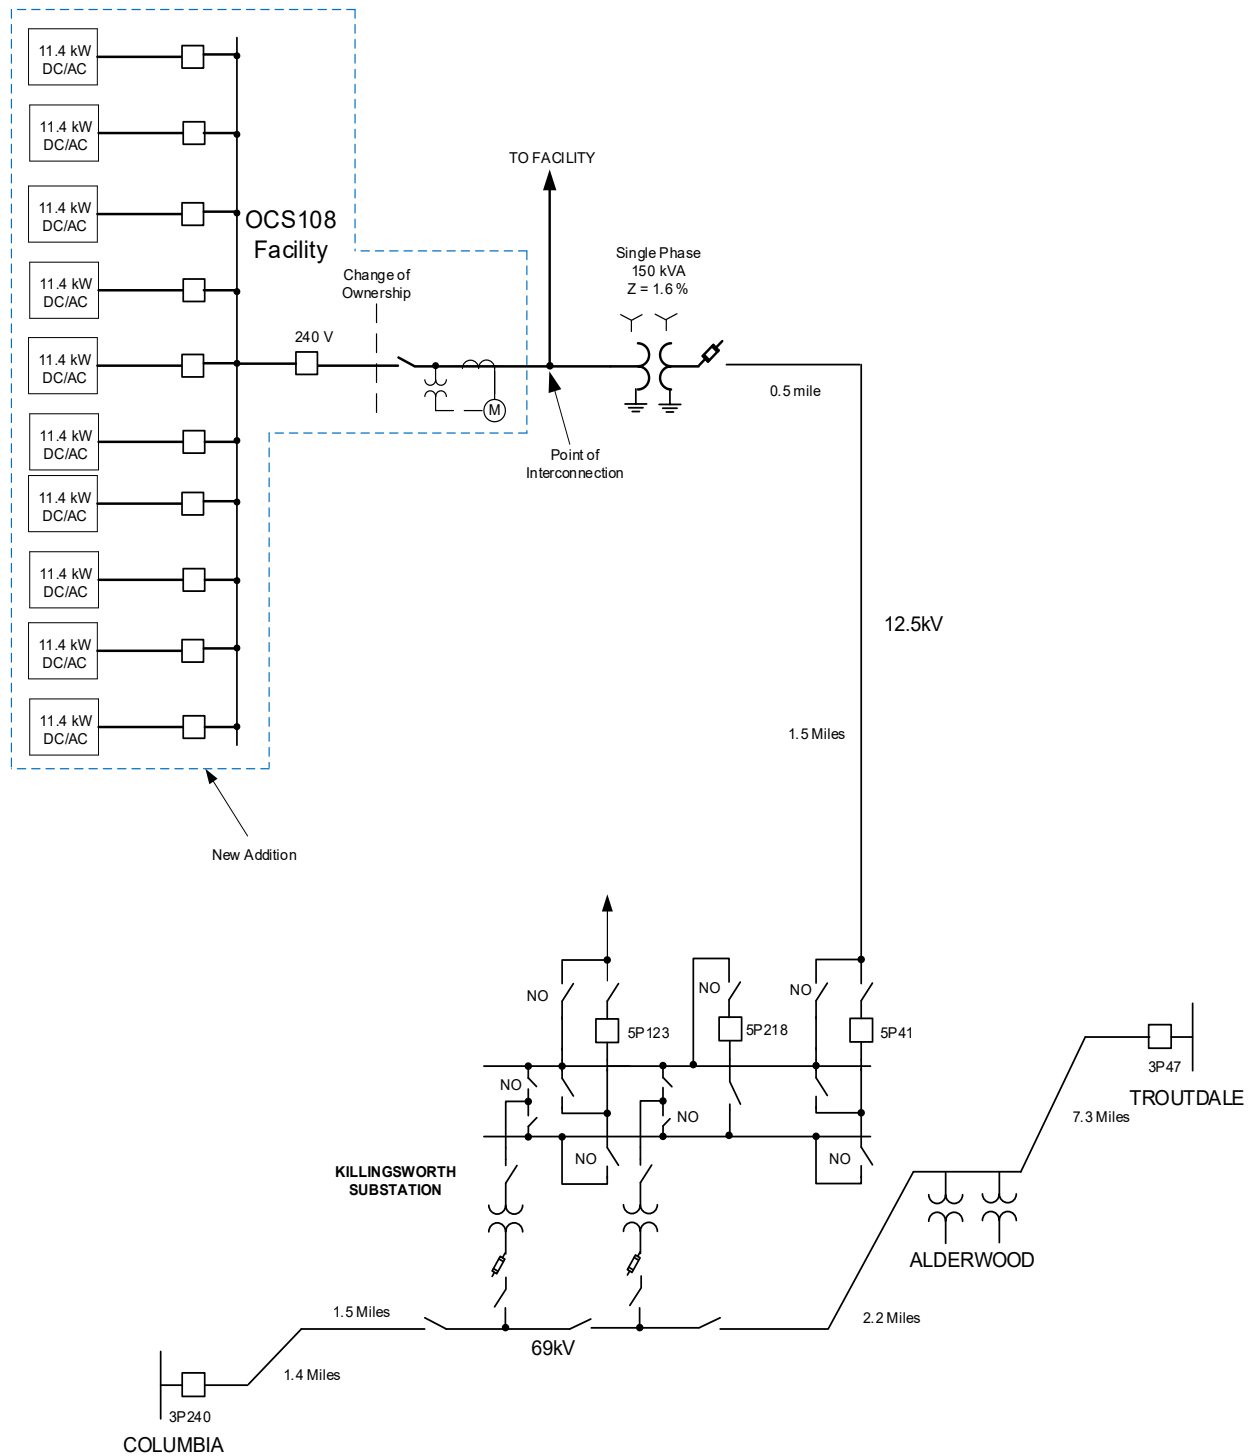 11.4 kW
DC/AC
11.4 kW
DC/AC
11.4 kW
DC/AC
11.4 kW
DC/AC
11.4 kW
DC/AC
11.4 kW
DC/AC
11.4 kW
DC/AC
11.4 kW
DC/AC
11.4 kW
DC/AC
11.4 kW
DC/AC
OCS108
Facility
New Addition
240 V
Change of
Ownership
M
TO FACILITY
Point of
Interconnection
Single Phase
150 kVA
Z = 1.6 %
0.5 mile
12.5kV
1.5 Miles
NO
5P123
NO
5P218
NO
5P41
NO
NO
NO
NO
KILLINGSWORTH
SUBSTATION
3P47
TROUTDALE
7.3 Miles
ALDERWOOD
2.2 Miles
69kV
1.5 Miles
1.4 Miles
3P240
COLUMBIA